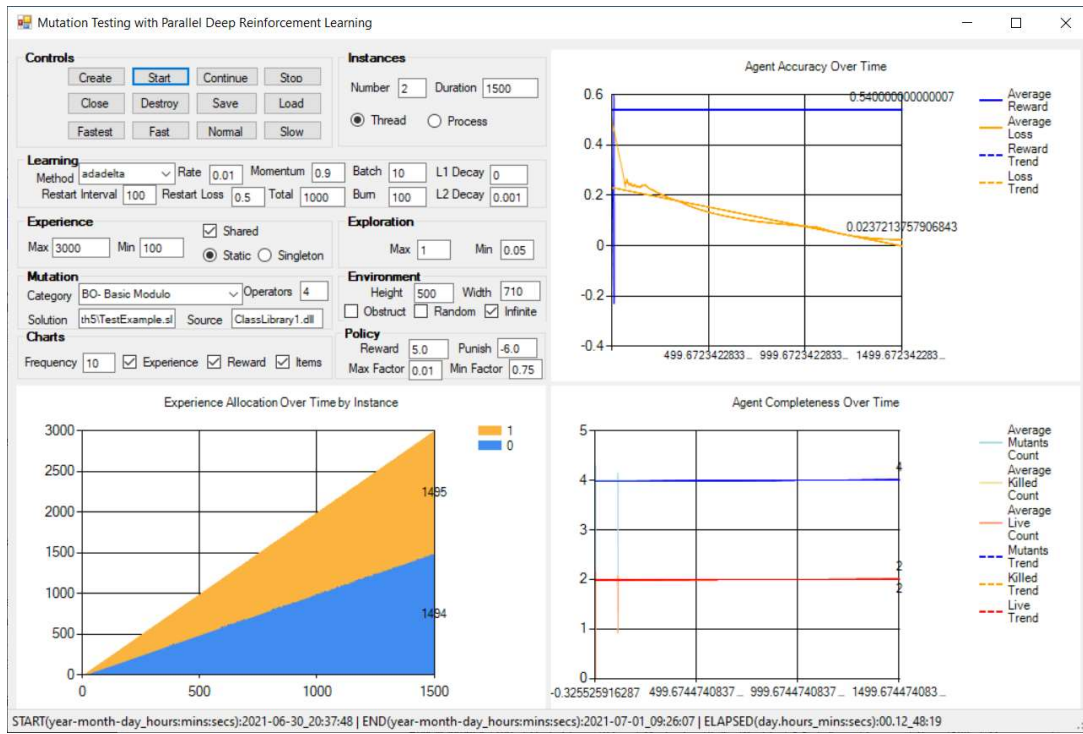 Mutation Testing with Parallel Deep Reinforcement Learning
Controls
Create Start Continue Stop
Close Destroy Save Load
Fastest Fast Normal Slow
Instances
Number 2 Duration 1500
Thread Process
Learning
Method adadelta Rate 0.01 Momentum 0.9 Batch 10 L1 Decay 0
Restart Interval 100 Restart Loss 0.5 Total 1000 Burn 100 L2 Decay 0.001
Experience
Shared
Max 3000 Min 100
Static Singleton
Exploration
Max 1 Min 0.05
Mutation
Category BO- Basic Modulo Operators 4
Solution th5\TestExample.sl Source ClassLibrary1.dll
Environment
Height 500 Width 710
Obstruct Random Infinite
Charts
Frequency 10 Experience Reward Items
Policy
Reward 5.0 Punish -6.0
Max Factor 0.01 Min Factor 0.75
Agent Accuracy Over Time
0.6
0.4
0.2
0
-0.2
-0.4
0.540000000000007
0.0237213757906843
499.6723422833... 999.6723422833... 1499.672342283...
Average
Reward
Average
Loss
Reward
Trend
Loss
Trend
Experience Allocation Over Time by Instance
3000
2500
2000
1500
1000
500
0
1495
1494
0 500 1000 1500
1
0
Agent Completeness Over Time
5
4
3
2
1
0
4
2
2
-0.325525916287 499.6744740837... 999.6744740837... 1499.674474083...
Average
Mutants
Count
Average
Killed
Count
Average
Live
Count
Mutants
Trend
Killed
Trend
Live
Trend
START(year-month-day_hours:mins:secs):2021-06-30_20:37:48 | END(year-month-day_hours:mins:secs):2021-07-01_09:26:07 | ELAPSED(day.hours_mins:secs):00.12_48:19